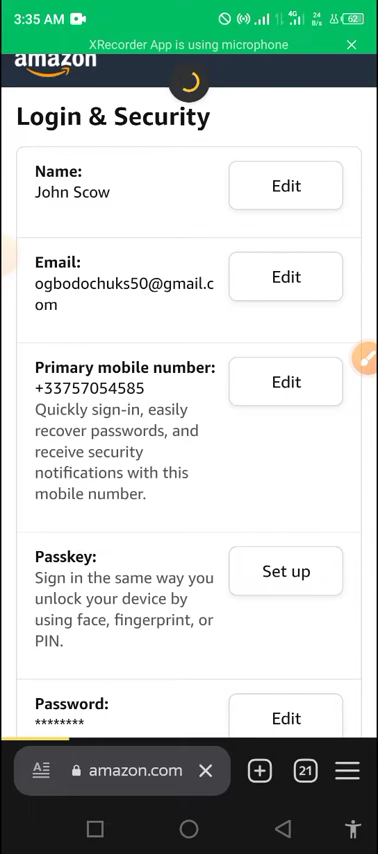 3:35 AM 4G 24 B/s 62
XRecorder App is using microphone
amazon
Login & Security
Name:
John Scow
Edit
Email:
ogbodochuks50@gmail.c
om
Edit
Primary mobile number:
+33757054585
Edit
Quickly sign-in, easily
recover passwords, and
receive security
notifications with this
mobile number.
Passkey:
Set up
Sign in the same way you
unlock your device by
using face, fingerprint, or
PIN.
Password:
********
Edit
amazon.com
21